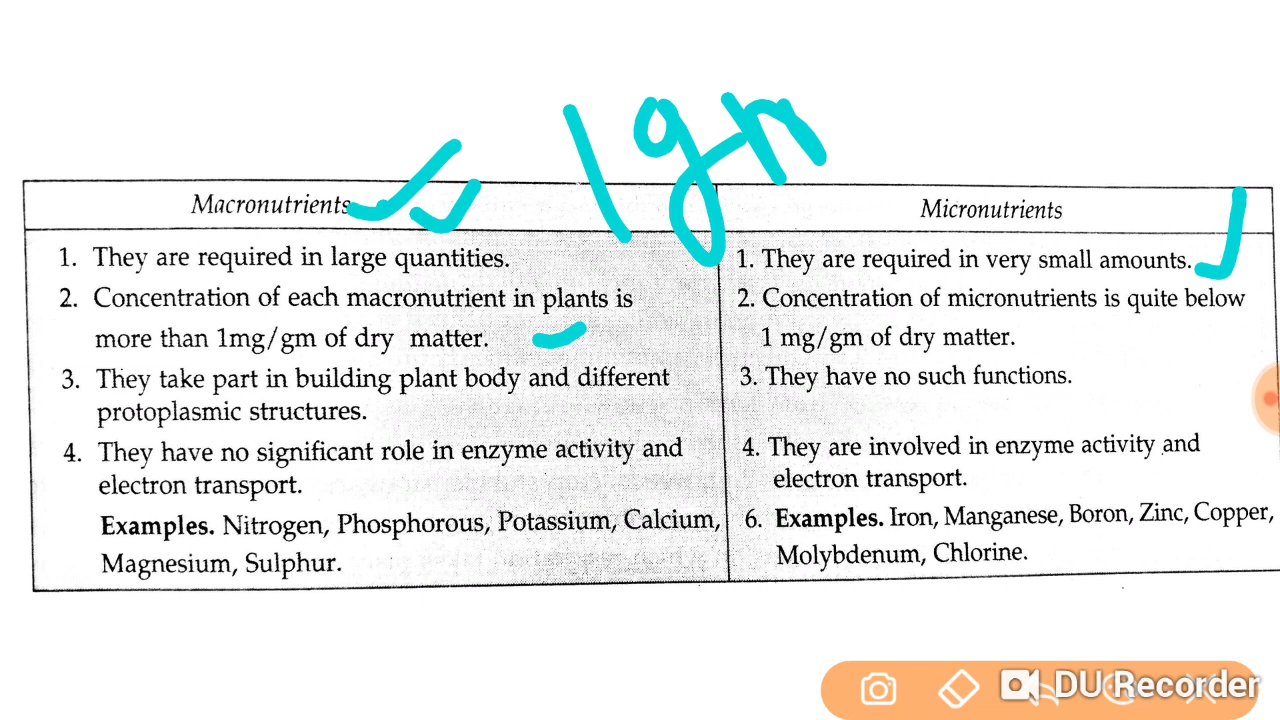 1gm
Macronutrients
Micronutrients
1. They are required in large quantities.
2. Concentration of each macronutrient in plants is
more than 1mg/gm of dry matter.
3. They take part in building plant body and different
protoplasmic structures.
4. They have no significant role in enzyme activity and
electron transport.
Examples. Nitrogen, Phosphorous, Potassium, Calcium,
Magnesium, Sulphur.
1. They are required in very small amounts.
2. Concentration of micronutrients is quite below
1 mg/gm of dry matter.
3. They have no such functions.
4. They are involved in enzyme activity and
electron transport.
6. Examples. Iron, Manganese, Boron, Zinc, Copper,
Molybdenum, Chlorine.
DU Recorder